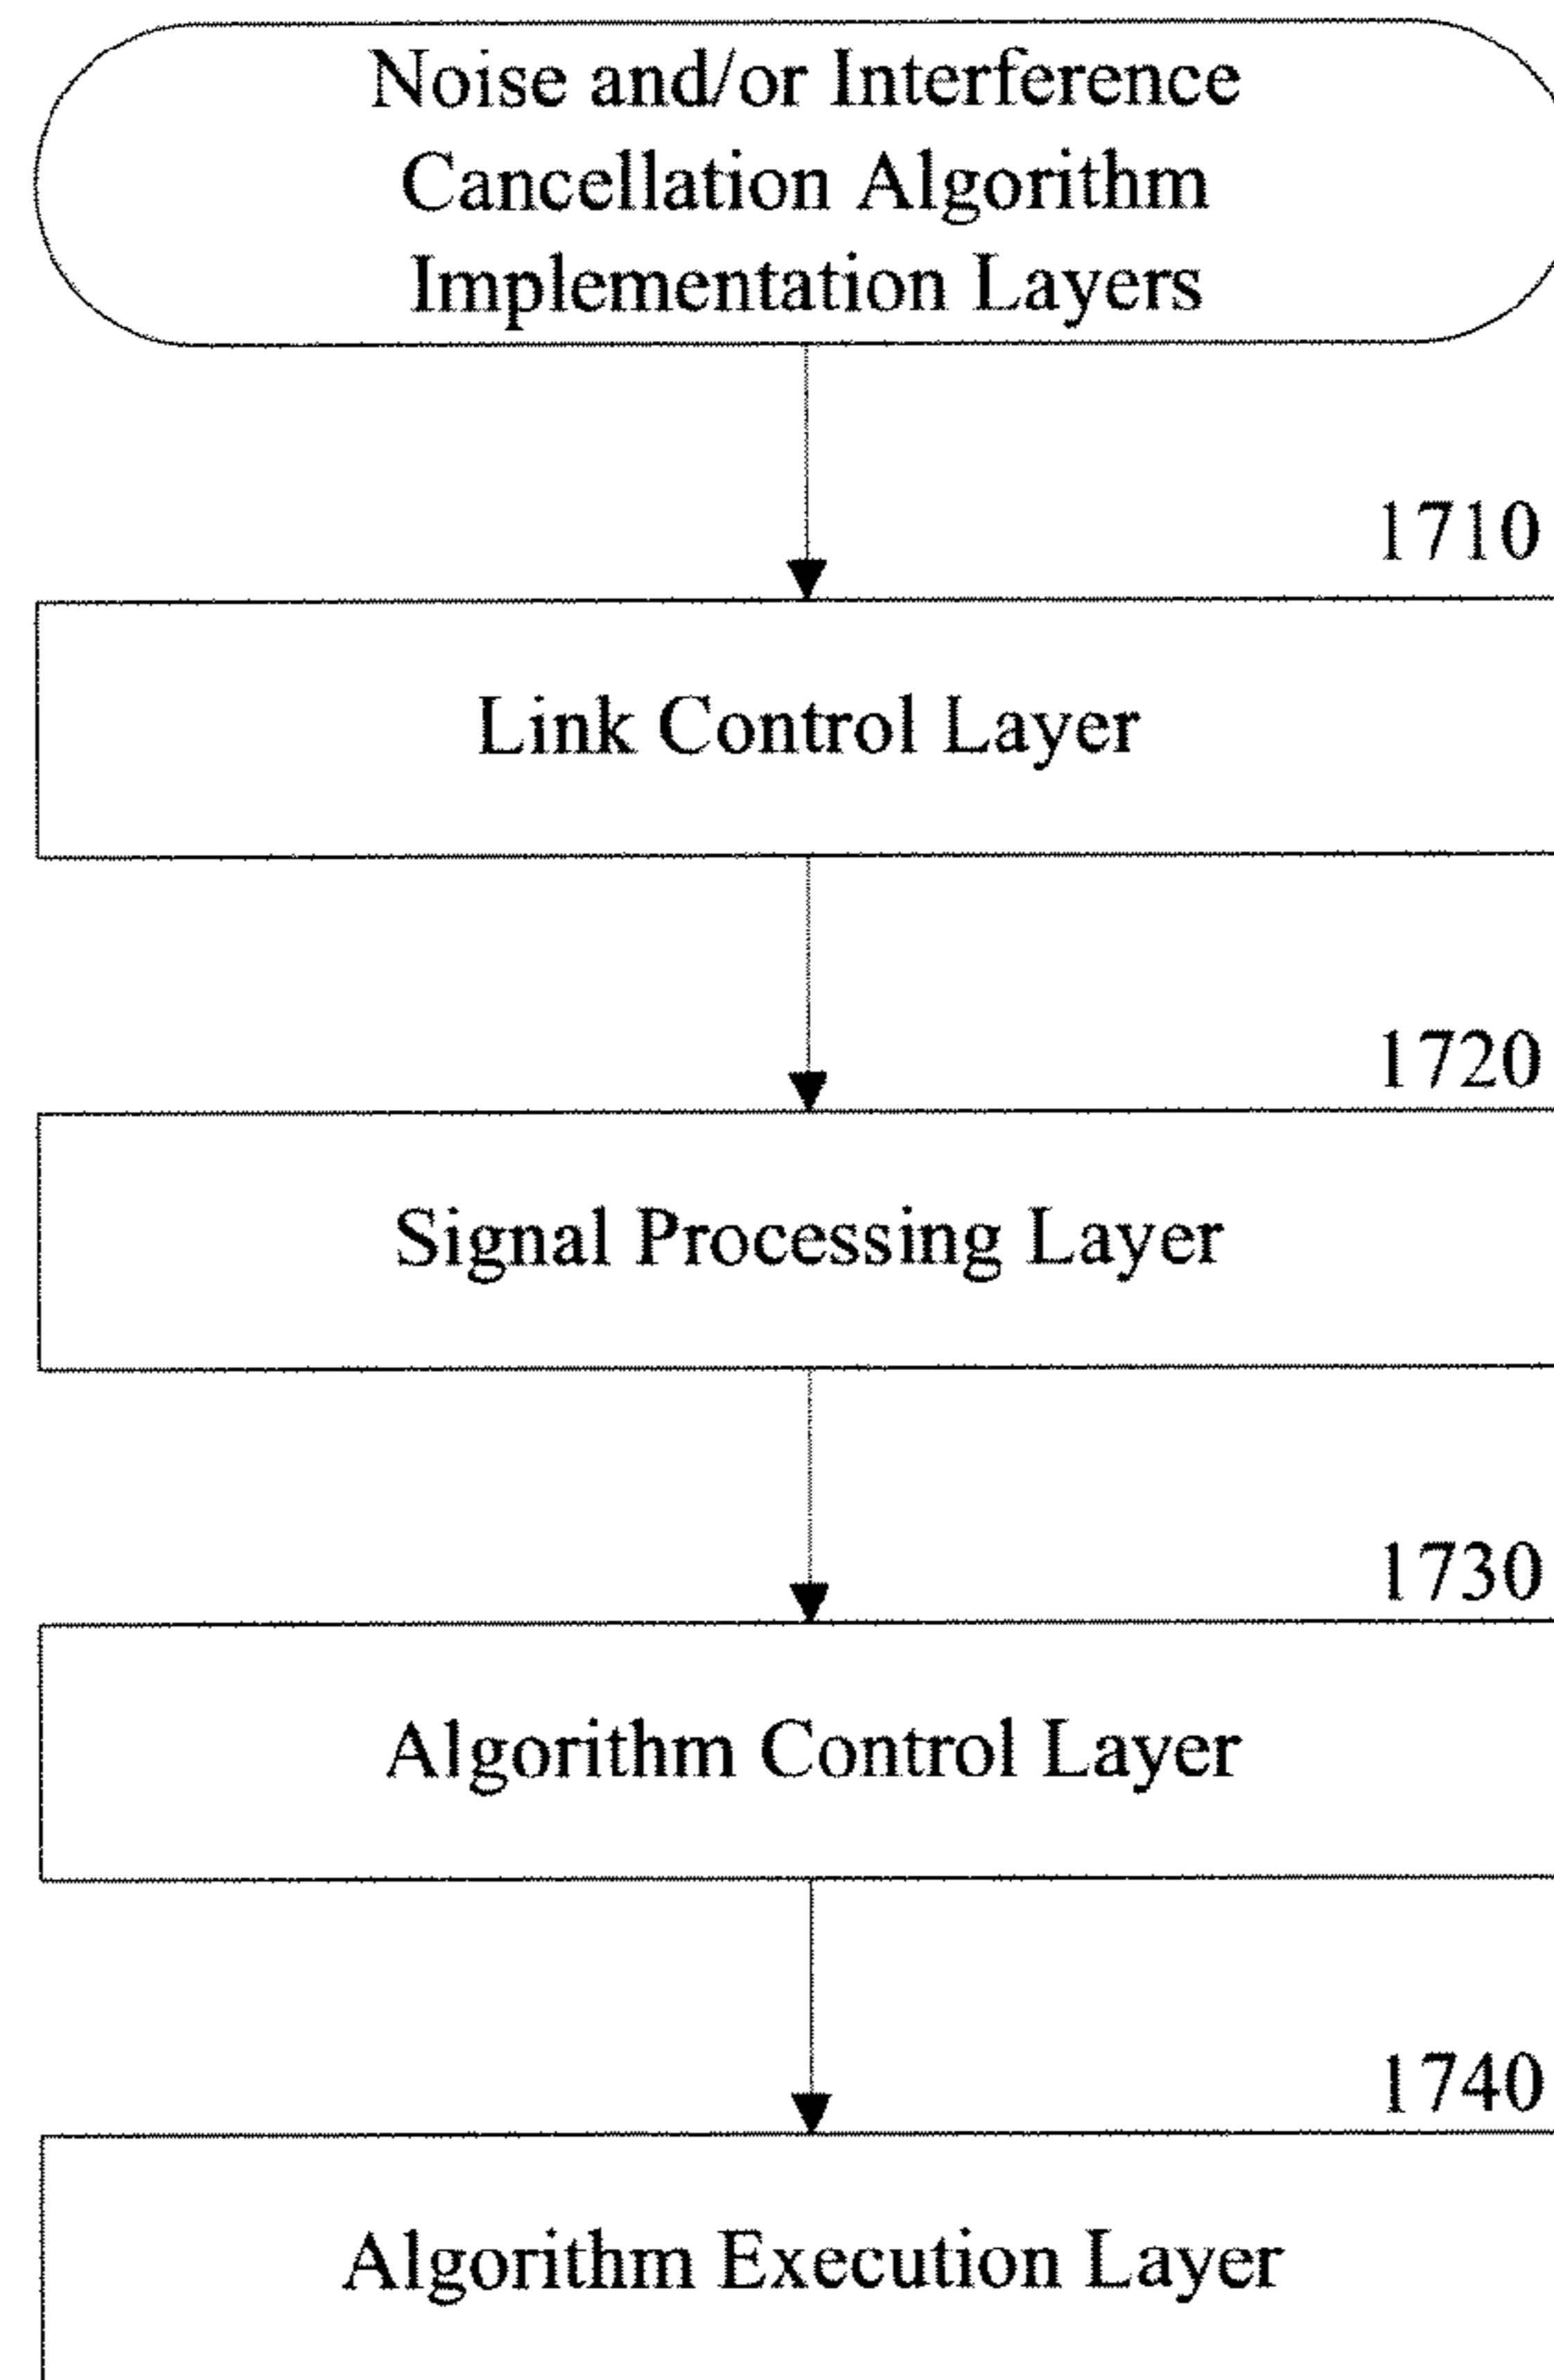 Noise and/or Interference
Cancellation Algorithm
Implementation Layers
1710
Link Control Layer
1720
Signal Processing Layer
1730
Algorithm Control Layer
1740
Algorithm Execution Layer